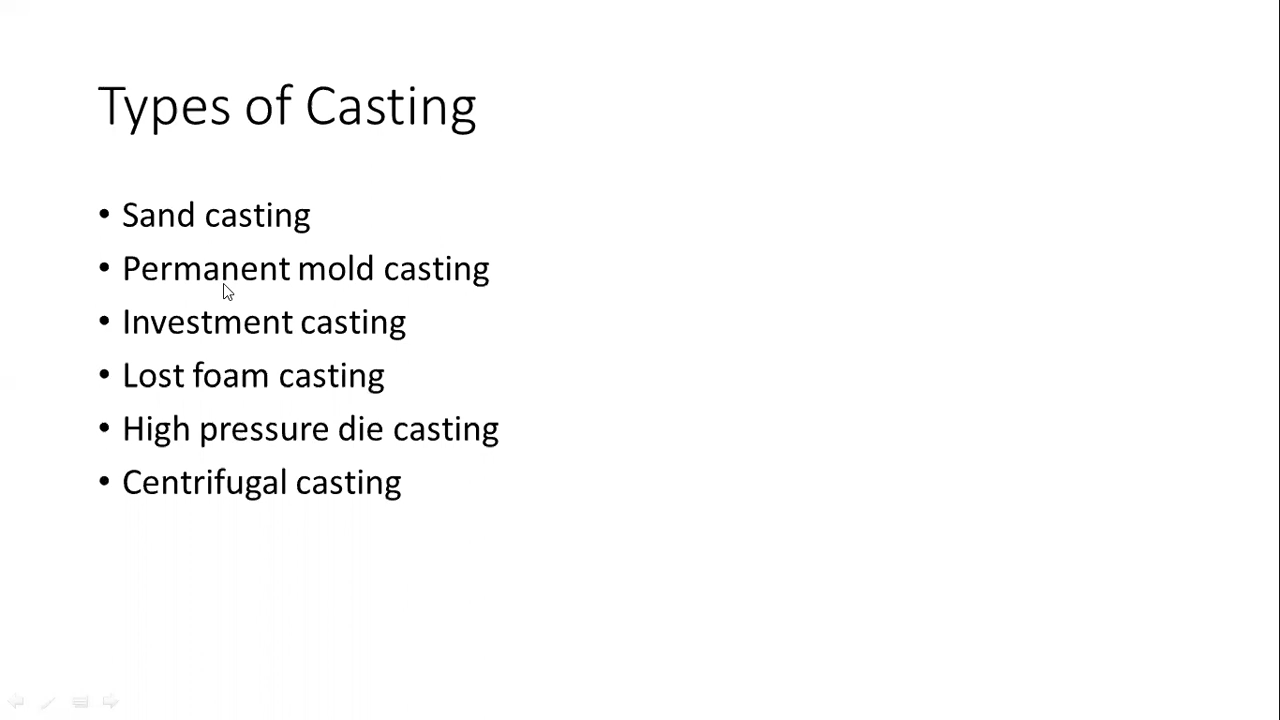 Types of Casting
• Sand casting
• Permanent mold casting
• Investment casting
• Lost foam casting
• High pressure die casting
• Centrifugal casting